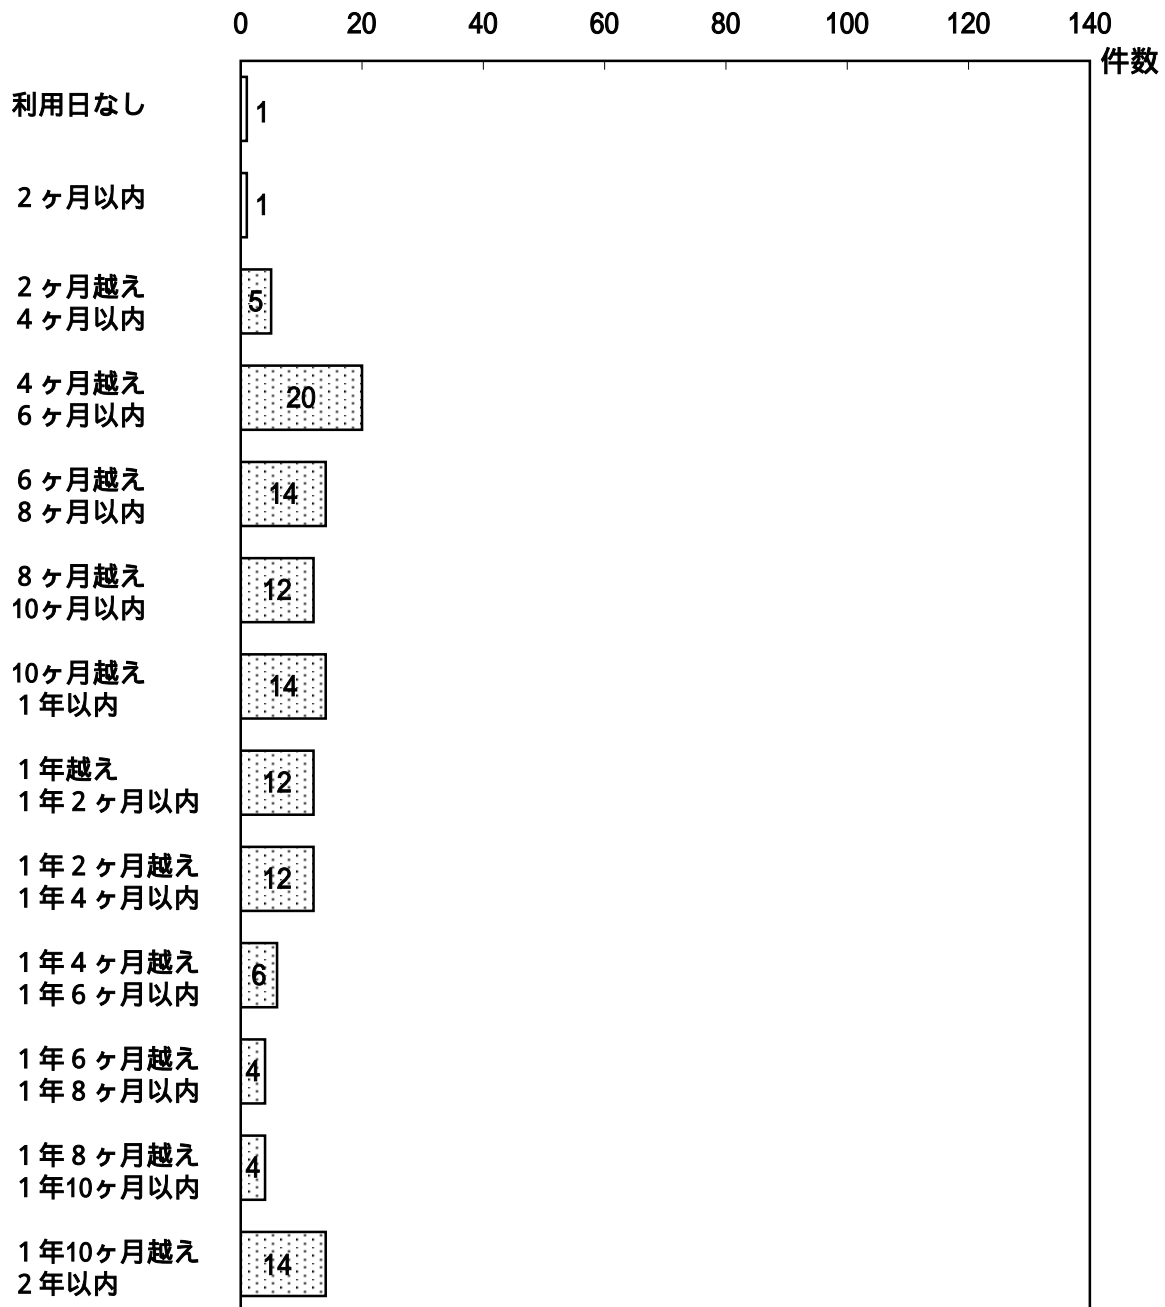 0 20 40 60 80 100 120 140
件数
利用日なし 1
2ヶ月以内 1
2ヶ月越え
4ヶ月以内 5
4ヶ月越え
6ヶ月以内 20
6ヶ月越え
8ヶ月以内 14
8ヶ月越え
10ヶ月以内 12
10ヶ月越え
1年以内 14
1年越え
1年2ヶ月以内 12
1年2ヶ月越え
1年4ヶ月以内 12
1年4ヶ月越え
1年6ヶ月以内 6
1年6ヶ月越え
1年8ヶ月以内 4
1年8ヶ月越え
1年10ヶ月以内 4
1年10ヶ月越え
2年以内 14